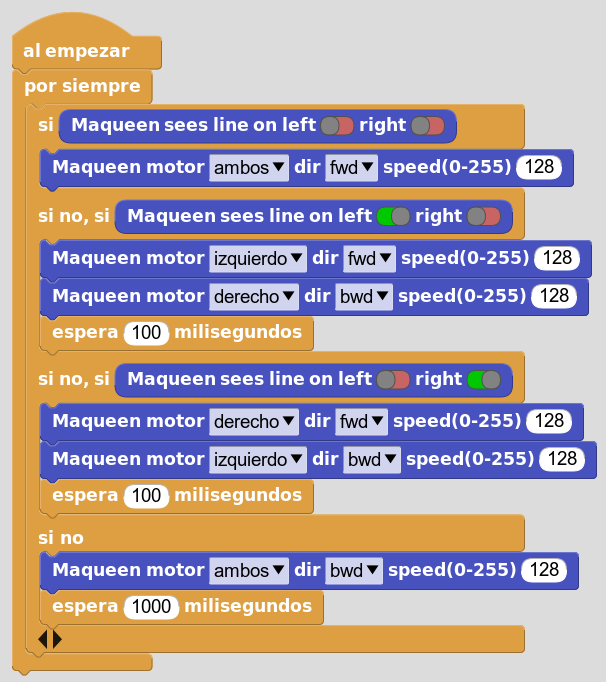 al empezar
por siempre
si Maqueen sees line on left right
Maqueen motor ambos dir fwd speed(0-255) 128
si no, si Maqueen sees line on left right
Maqueen motor izquierdo dir fwd speed(0-255) 128
Maqueen motor derecho dir bwd speed(0-255) 128
espera 100 milisegundos
si no, si Maqueen sees line on left right
Maqueen motor derecho dir fwd speed(0-255) 128
Maqueen motor izquierdo dir bwd speed(0-255) 128
espera 100 milisegundos
si no
Maqueen motor ambos dir bwd speed(0-255) 128
espera 1000 milisegundos